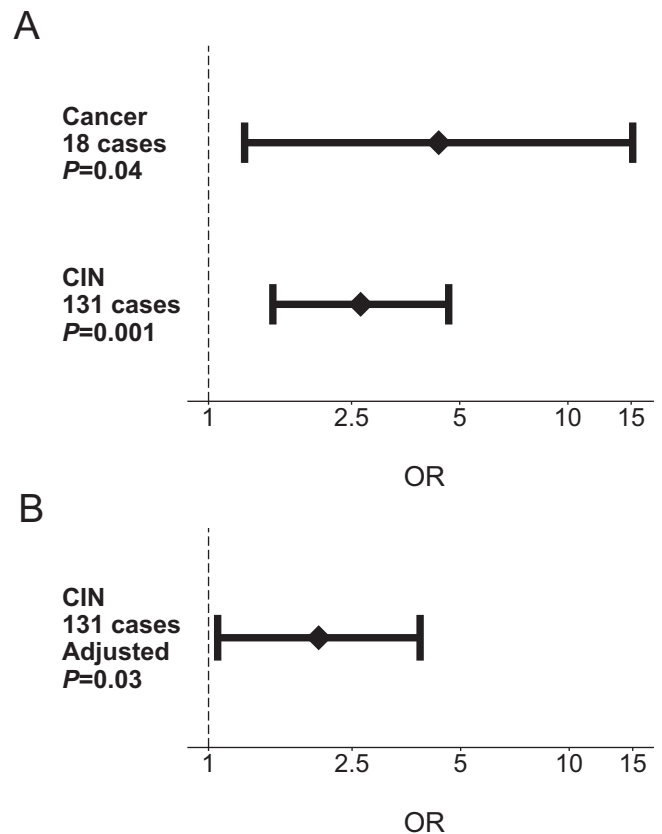 A
Cancer
18 cases
P=0.04
CIN
131 cases
P=0.001
1 2.5 5 10 15
OR
B
CIN
131 cases
Adjusted
P=0.03
1 2.5 5 10 15
OR